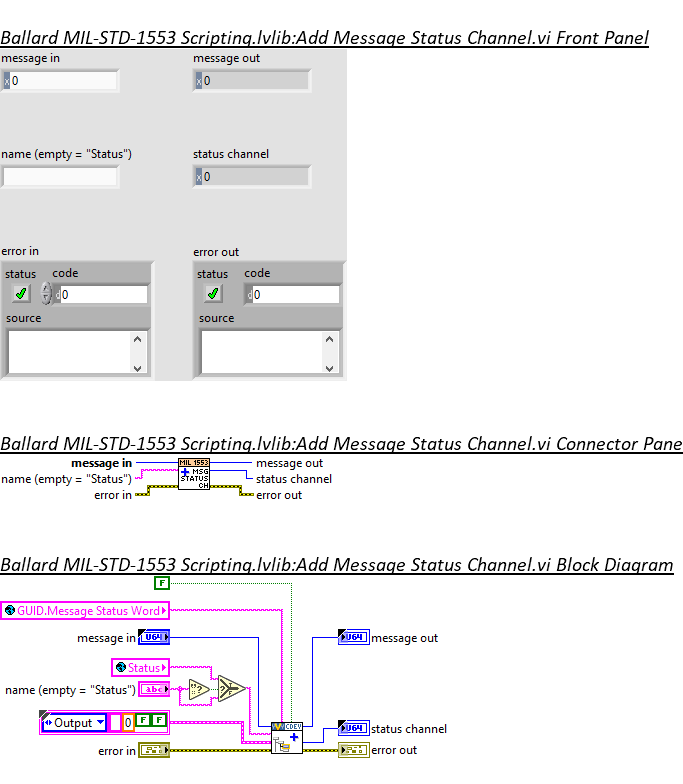 Ballard MIL-STD-1553 Scripting.lvlib:Add Message Status Channel.vi Front Panel
message in
message out
x 0
x 0
name (empty = "Status")
status channel
x 0
error in
error out
status code
status code
d 0
d 0
source
source
Ballard MIL-STD-1553 Scripting.lvlib:Add Message Status Channel.vi Connector Pane
message in
MIL 1553
message out
name (empty = "Status")
MSG
STATUS
CH
status channel
error in
error out
Ballard MIL-STD-1553 Scripting.lvlib:Add Message Status Channel.vi Block Diagram
F
GUID.Message Status Word
message in U64
U64 message out
Status
name (empty = "Status") abc
?
T
F
Output 0 F F
CDEV
U64 status channel
error in
error out